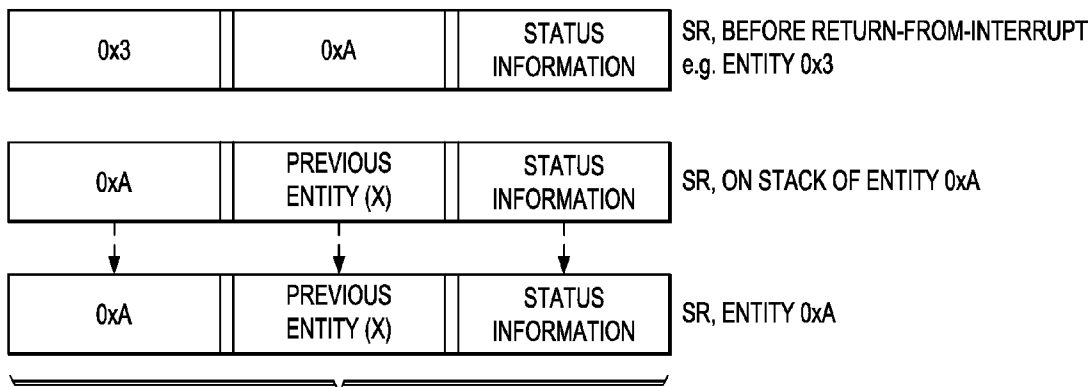 0x3
0xA
STATUS
INFORMATION
SR, BEFORE RETURN-FROM-INTERRUPT
e.g. ENTITY 0x3
0xA
PREVIOUS
ENTITY (X)
STATUS
INFORMATION
SR, ON STACK OF ENTITY 0xA
0xA
PREVIOUS
ENTITY (X)
STATUS
INFORMATION
SR, ENTITY 0xA